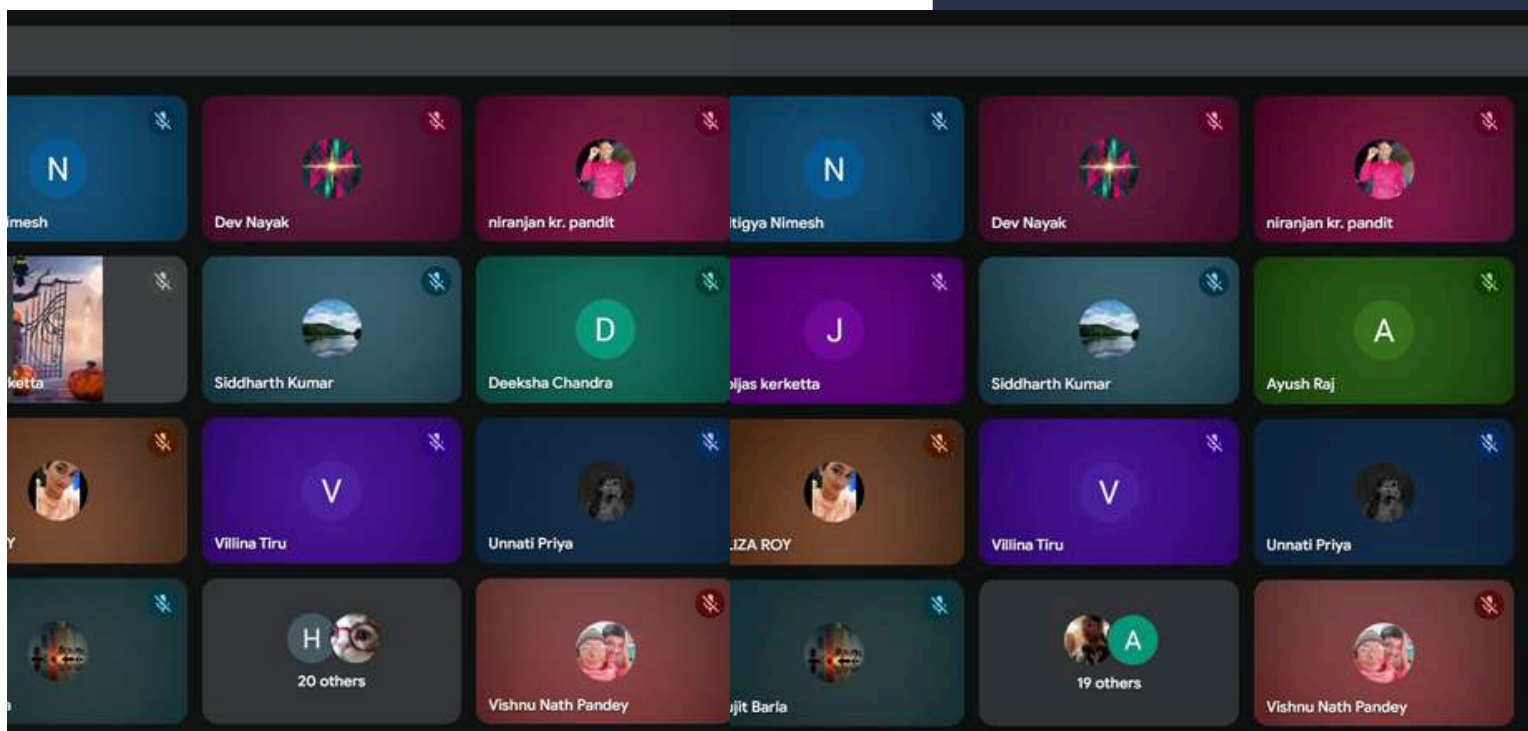 N
Dev Nayak
niranjan kr. pandit
imesh
Siddharth Kumar
D
Deeksha Chandra
ketta
V
Villina Tiru
Unnati Priya
Y
H
20 others
Vishnu Nath Pandey
a
N
itigya Nimesh
Dev Nayak
niranjan kr. pandit
J
oljas kerketta
Siddharth Kumar
A
Ayush Raj
LIZA ROY
V
Villina Tiru
Unnati Priya
ujit Barla
A
19 others
Vishnu Nath Pandey